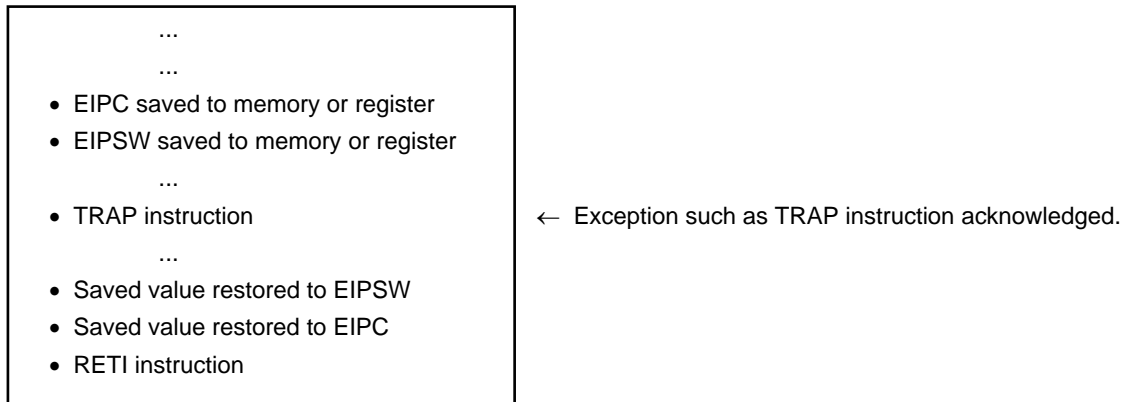 ...
...
• EIPC saved to memory or register
• EIPSW saved to memory or register
...
• TRAP instruction ← Exception such as TRAP instruction acknowledged.
...
• Saved value restored to EIPSW
• Saved value restored to EIPC
• RETI instruction